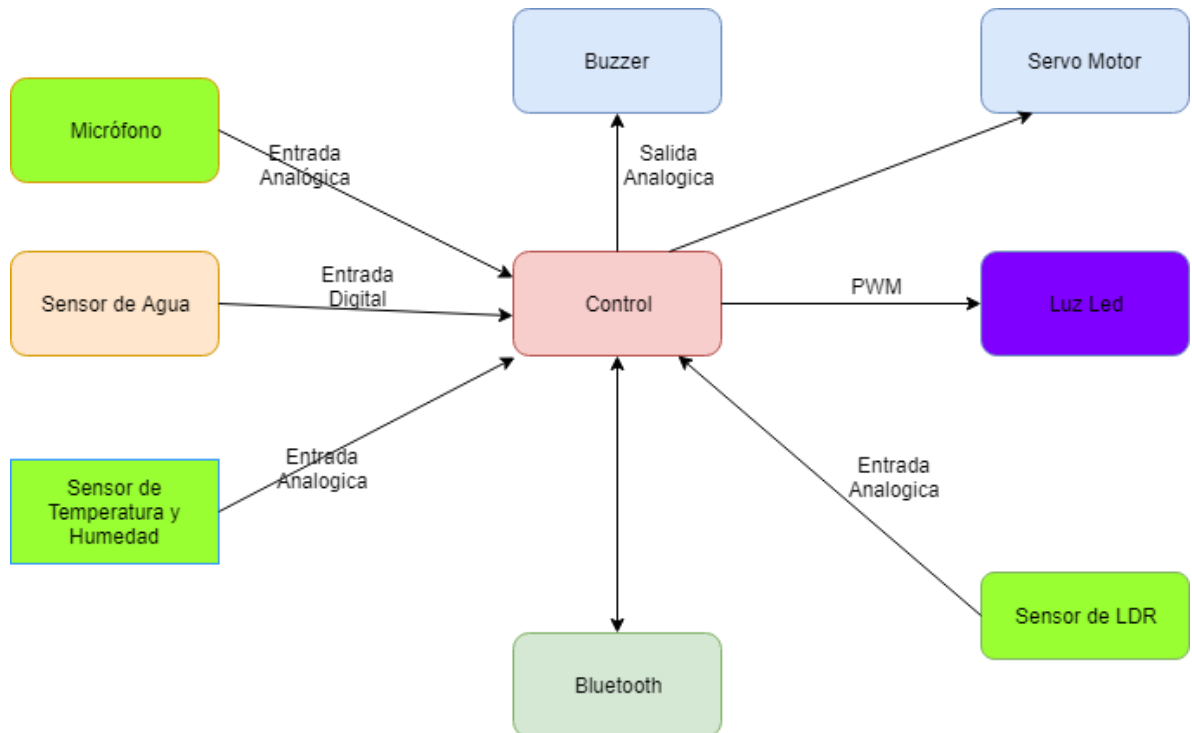 Buzzer
Servo Motor
Micrófono
Entrada
Analógica
Salida
Analogica
Sensor de Agua
Entrada
Digital
Control
PWM
Luz Led
Sensor de
Temperatura y
Humedad
Entrada
Analogica
Entrada
Analogica
Sensor de LDR
Bluetooth